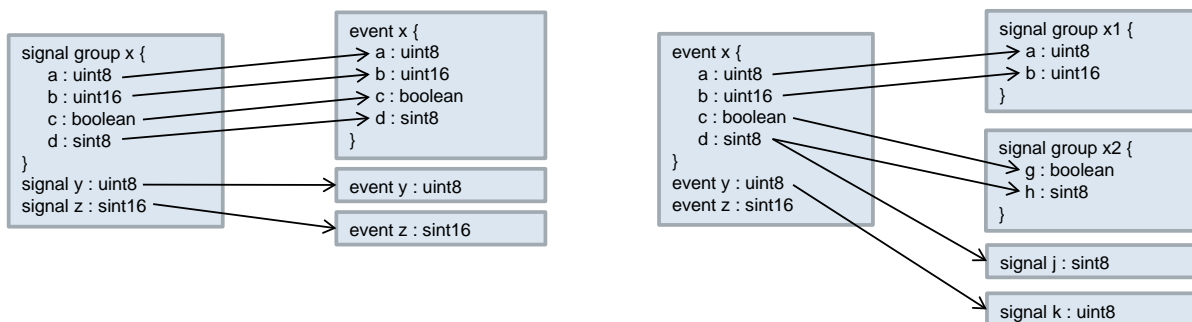 signal group x {
a : uint8
b : uint16
c : boolean
d : sint8
}
signal y : uint8
signal z : sint16
event x {
a : uint8
b : uint16
c : boolean
d : sint8
}
event y : uint8
event z : sint16
event x {
a : uint8
b : uint16
c : boolean
d : sint8
}
event y : uint8
event z : sint16
signal group x1 {
a : uint8
b : uint16
}
signal group x2 {
g : boolean
h : sint8
}
signal j : sint8
signal k : uint8